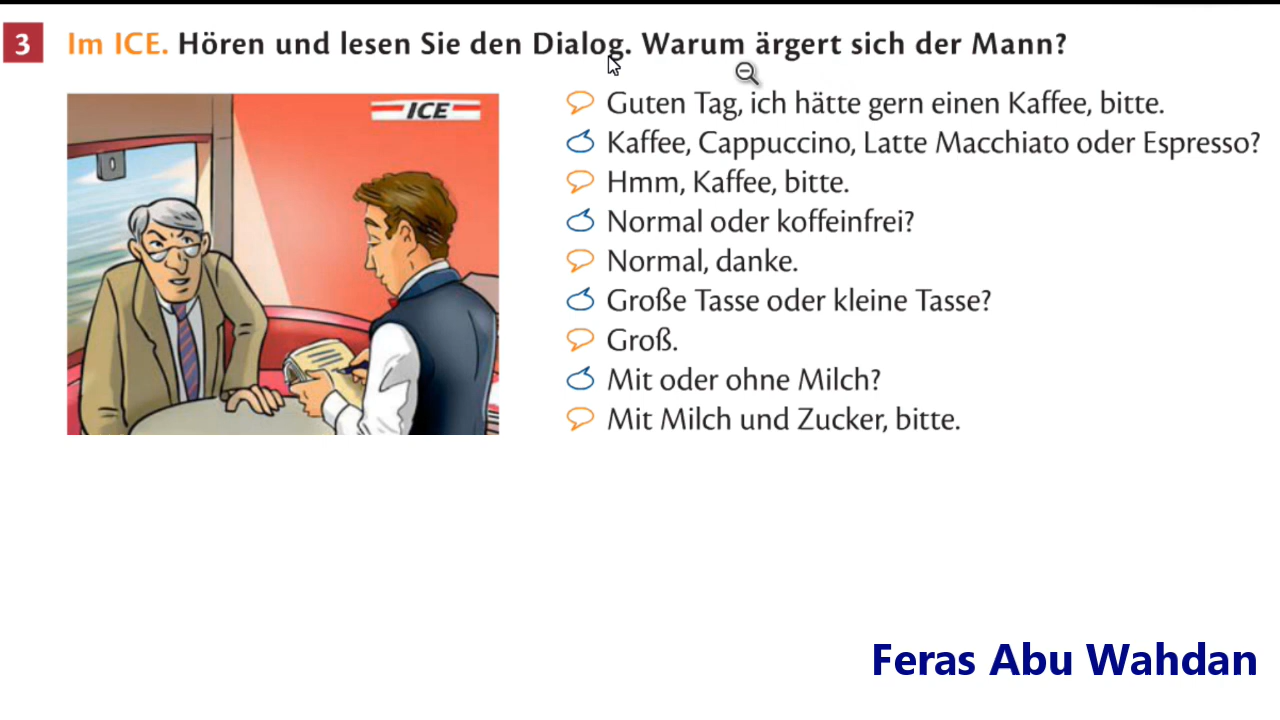 3 Im ICE. Hören und lesen Sie den Dialog. Warum ärgert sich der Mann?
ICE
Guten Tag, ich hätte gern einen Kaffee, bitte.
Kaffee, Cappuccino, Latte Macchiato oder Espresso?
Hmm, Kaffee, bitte.
Normal oder koffeinfrei?
Normal, danke.
Große Tasse oder kleine Tasse?
Groß.
Mit oder ohne Milch?
Mit Milch und Zucker, bitte.
Feras Abu Wahdan